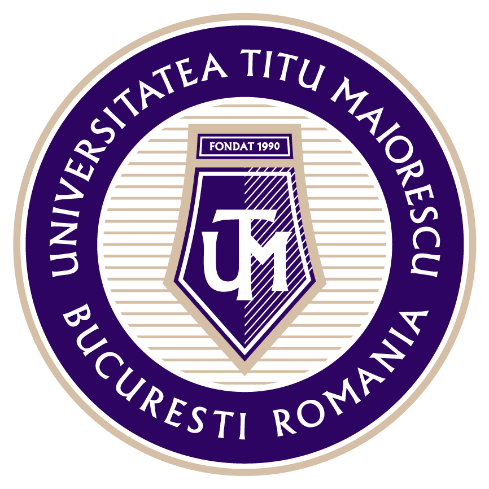 UNIVERSITATEA TITU MAIORESCU
FONDAT 1990
UTM
BUCURESTI ROMANIA